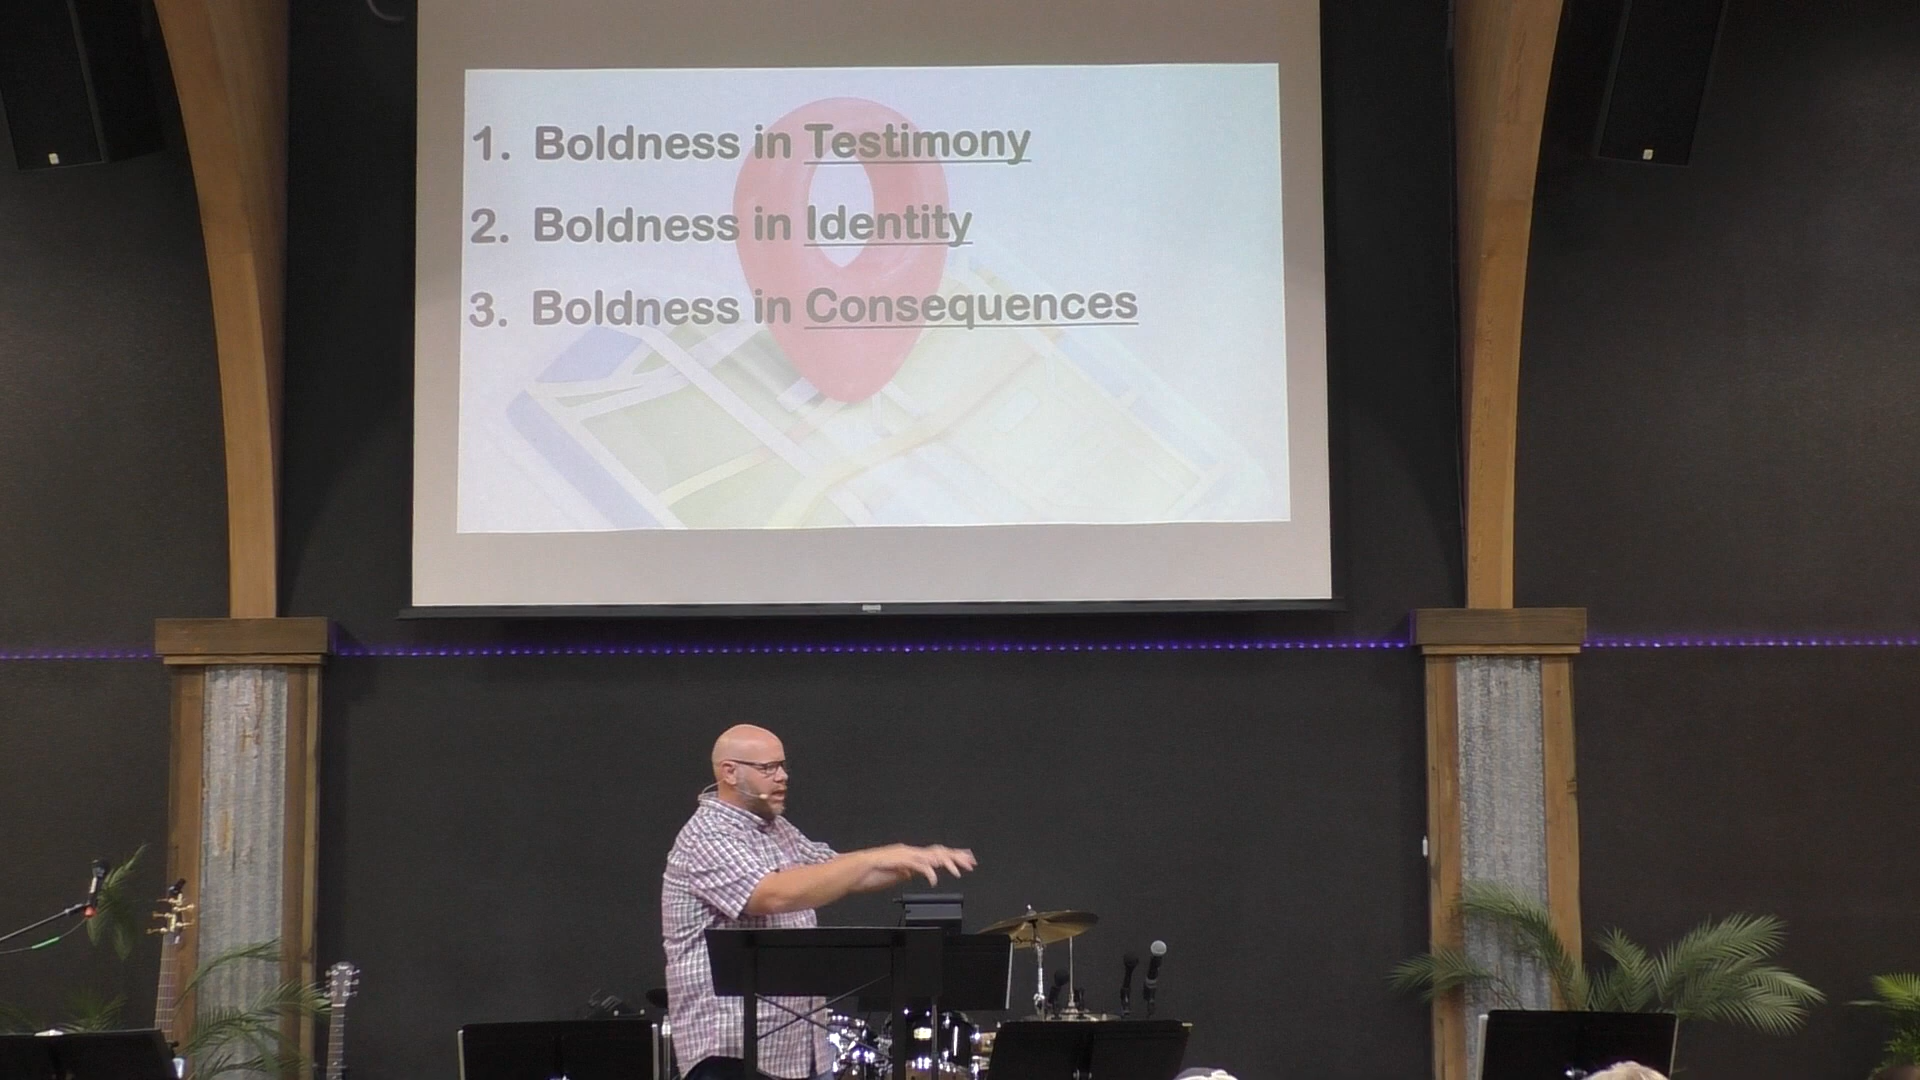 1. Boldness in Testimony
2. Boldness in Identity
3. Boldness in Consequences